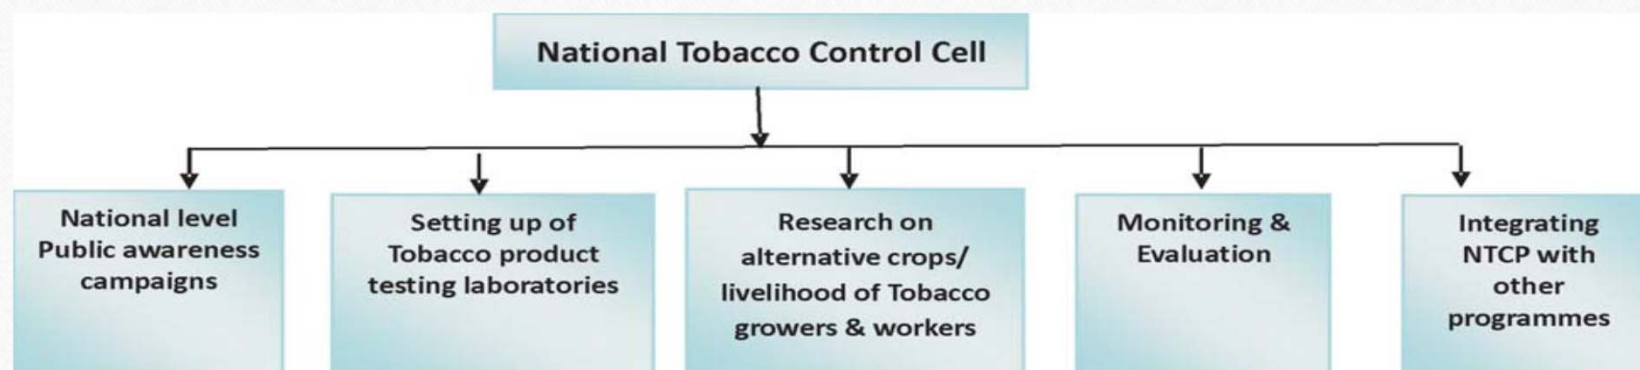 National Tobacco Control Cell
National level
Public awareness
campaigns
Setting up of
Tobacco product
testing laboratories
Research on
alternative crops/
livelihood of Tobacco
growers & workers
Monitoring &
Evaluation
Integrating
NTCP with
other
programmes